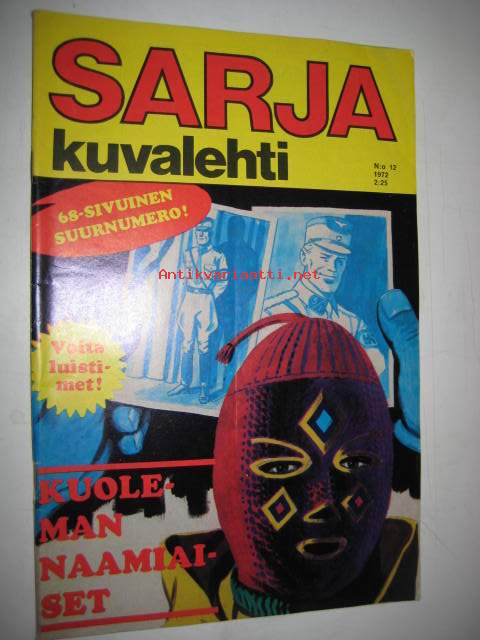 SARJA
kuvalehti
N:o 12
1972
2:25
68-SIVUINEN
SUURNUMERO!
Antikvariaatti.net
Voita
luisti-
met!
KUOLE-
MAN
NAAMIAI-
SET